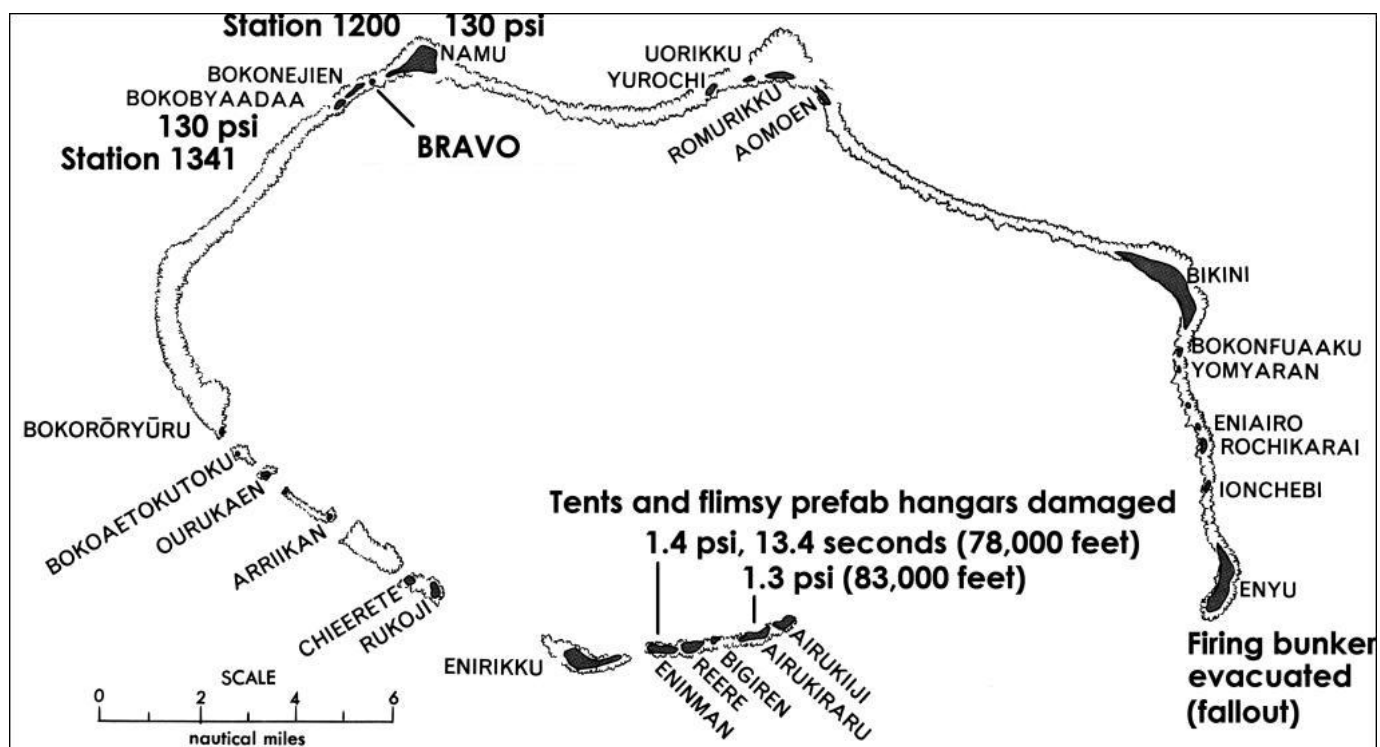 Station 1200 130 psi
NAMU
UORIKKU
BOKONEJIEN
YUROCHI
BOKOBYAADAA
130 psi
Station 1341
BRAVO
ROMURIKKU
AOMOEN
BIKINI
BOKONFUAAKU
YOMYARAN
BOKORŌRYŪRU
ENIAIRO
ROCHIKARAI
BOKOAETOKUTOKU
OURUKAEN
ARRIIKAN
IONCHEBI
Tents and flimsy prefab hangars damaged
1.4 psi, 13.4 seconds (78,000 feet)
1.3 psi (83,000 feet)
CHIEERETE
RUKOJI
ENYU
ENIRIKKU
ENINMAN
REERE
BIGIREN
AIRUKIRARU
AIRUKIIJI
Firing bunker
evacuated
(fallout)
SCALE
0 2 4 6
nautical miles